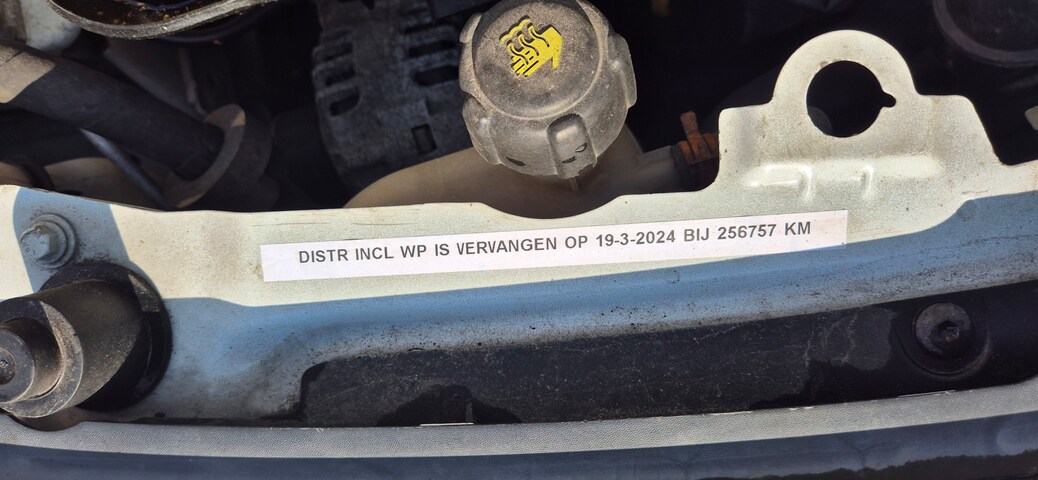 DISTR INCL WP IS VERVANGEN OP 19-3-2024 BIJ 256757 KM